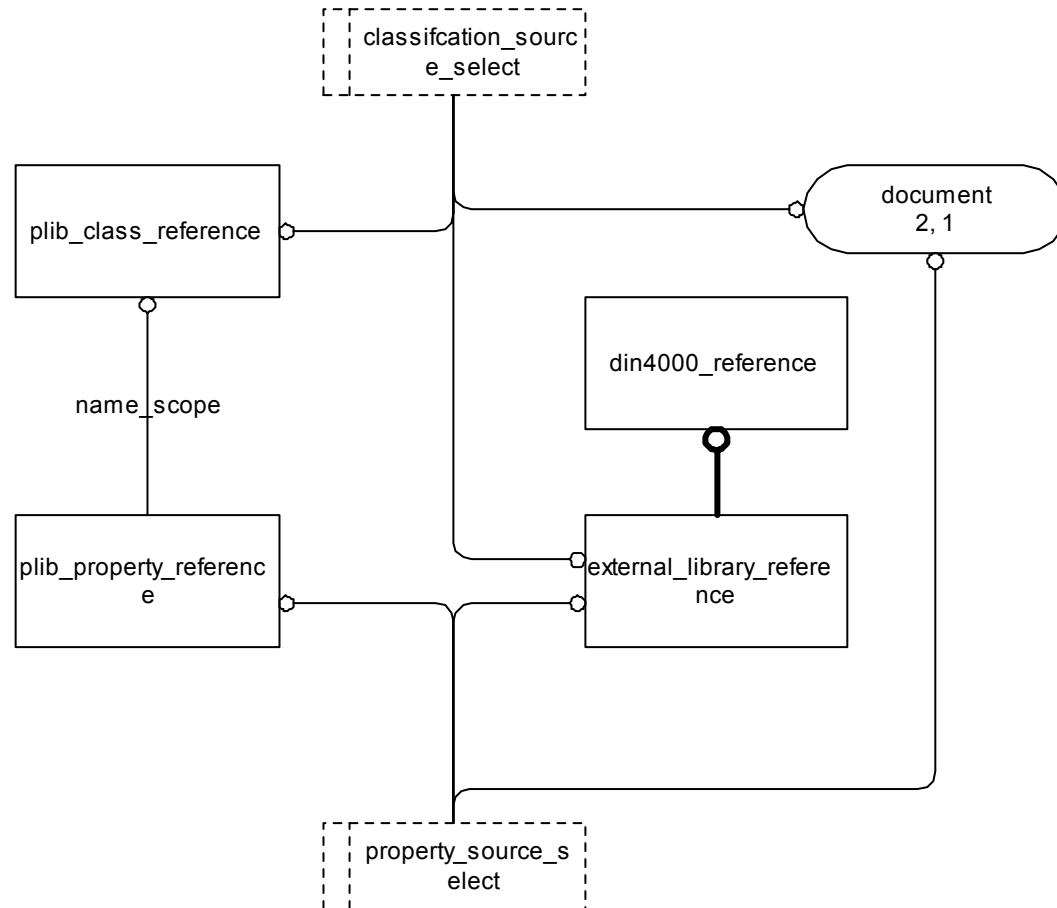 classifcation_sourc
e_select
plib_class_reference
document
2, 1
din4000_reference
name_scope
plib_property_referenc
e
external_library_refere
nce
property_source_s
elect